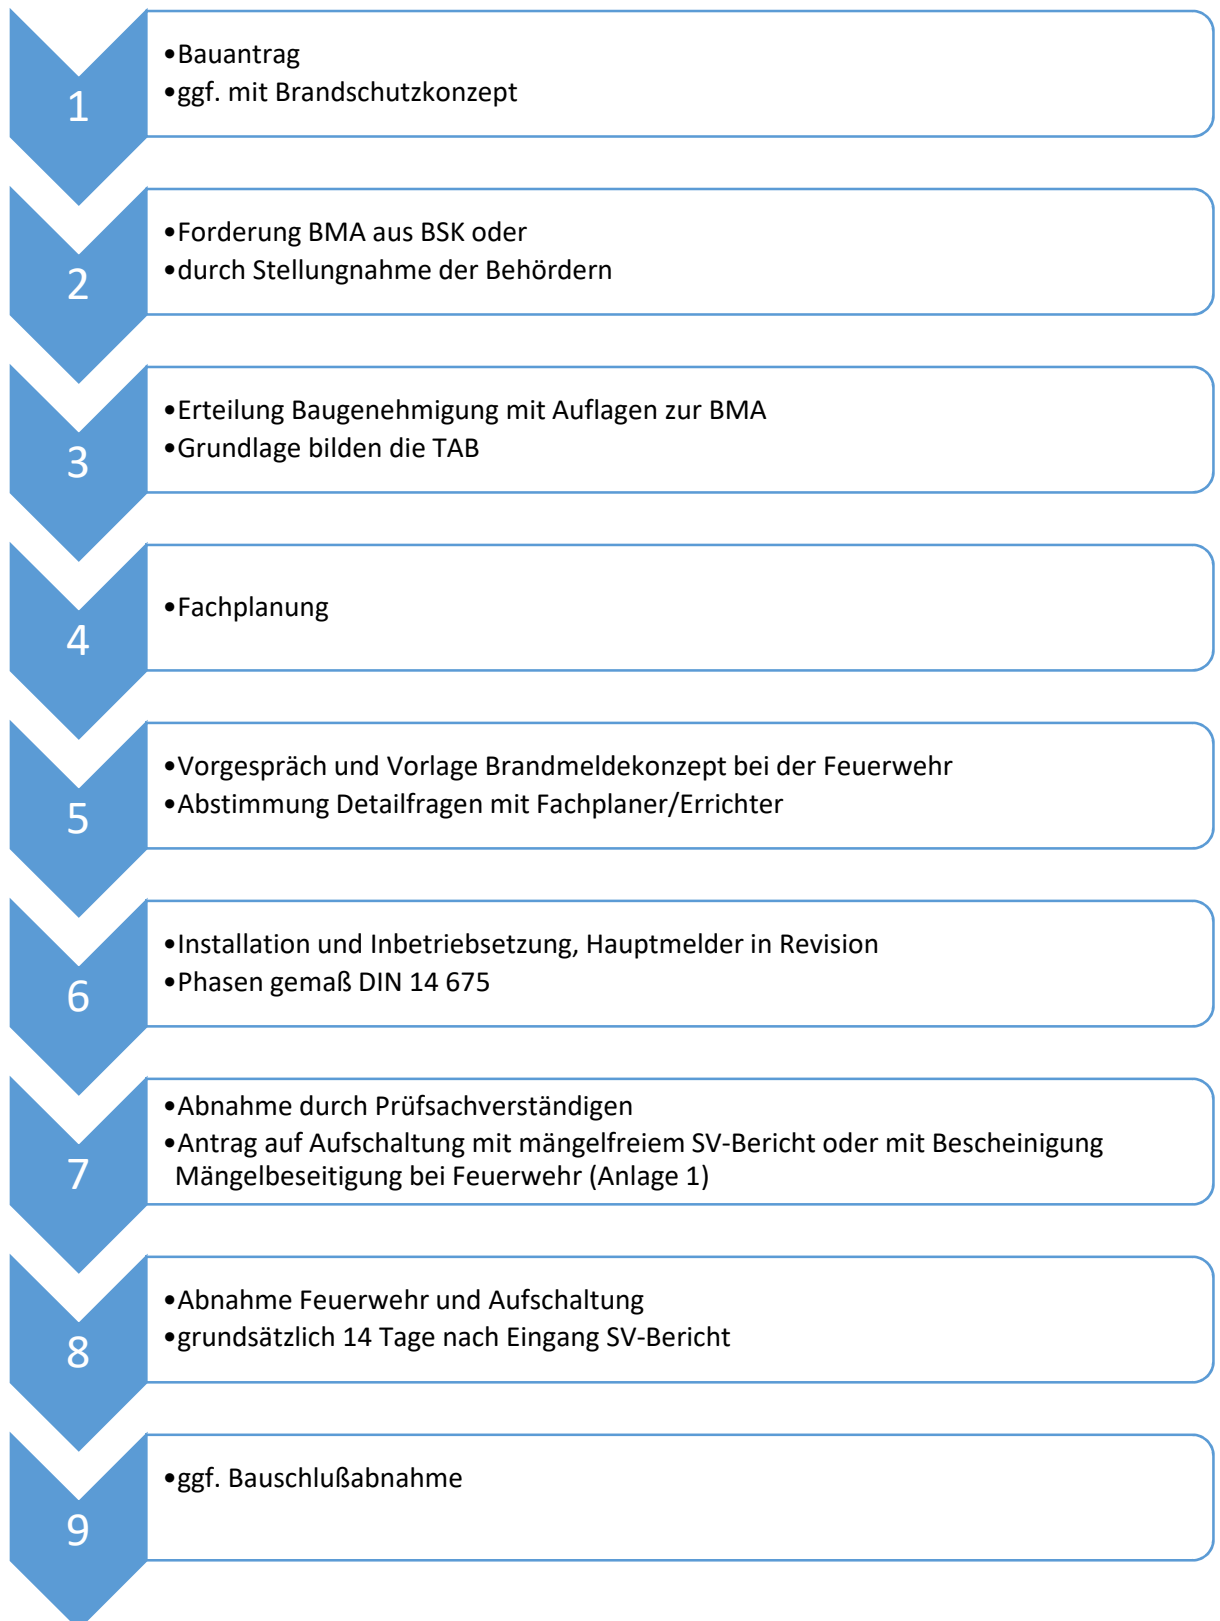 1
•Bauantrag
•ggf. mit Brandschutzkonzept
2
•Forderung BMA aus BSK oder
•durch Stellungnahme der Behördern
3
•Erteilung Baugenehmigung mit Auflagen zur BMA
•Grundlage bilden die TAB
4
•Fachplanung
5
•Vorgespräch und Vorlage Brandmeldekonzept bei der Feuerwehr
•Abstimmung Detailfragen mit Fachplaner/Errichter
6
•Installation und Inbetriebsetzung, Hauptmelder in Revision
•Phasen gemaß DIN 14 675
7
•Abnahme durch Prüfsachverständigen
•Antrag auf Aufschaltung mit mängelfreiem SV-Bericht oder mit Bescheinigung
Mängelbeseitigung bei Feuerwehr (Anlage 1)
8
•Abnahme Feuerwehr und Aufschaltung
•grundsätzlich 14 Tage nach Eingang SV-Bericht
9
•ggf. Bauschlußabnahme